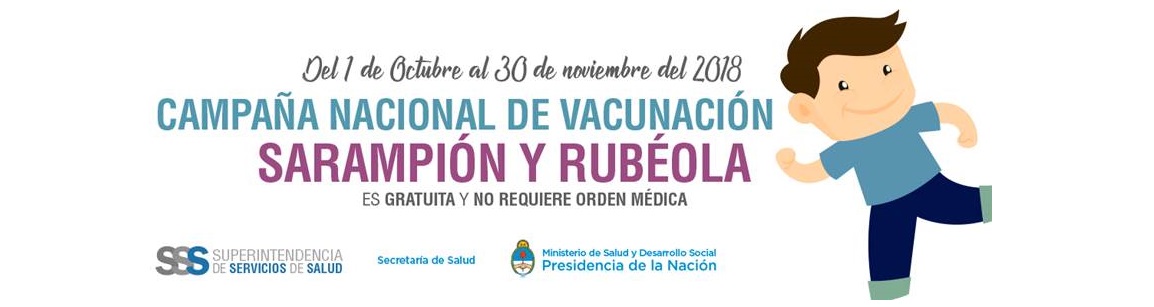 Del 1 de Octubre al 30 de noviembre del 2018
CAMPAÑA NACIONAL DE VACUNACIÓN
SARAMPIÓN Y RUBÉOLA
ES GRATUITA Y NO REQUIERE ORDEN MÉDICA
SSS SUPERINTENDENCIA
DE SERVICIOS DE SALUD
Secretaría de Salud
Ministerio de Salud y Desarrollo Social
Presidencia de la Nación